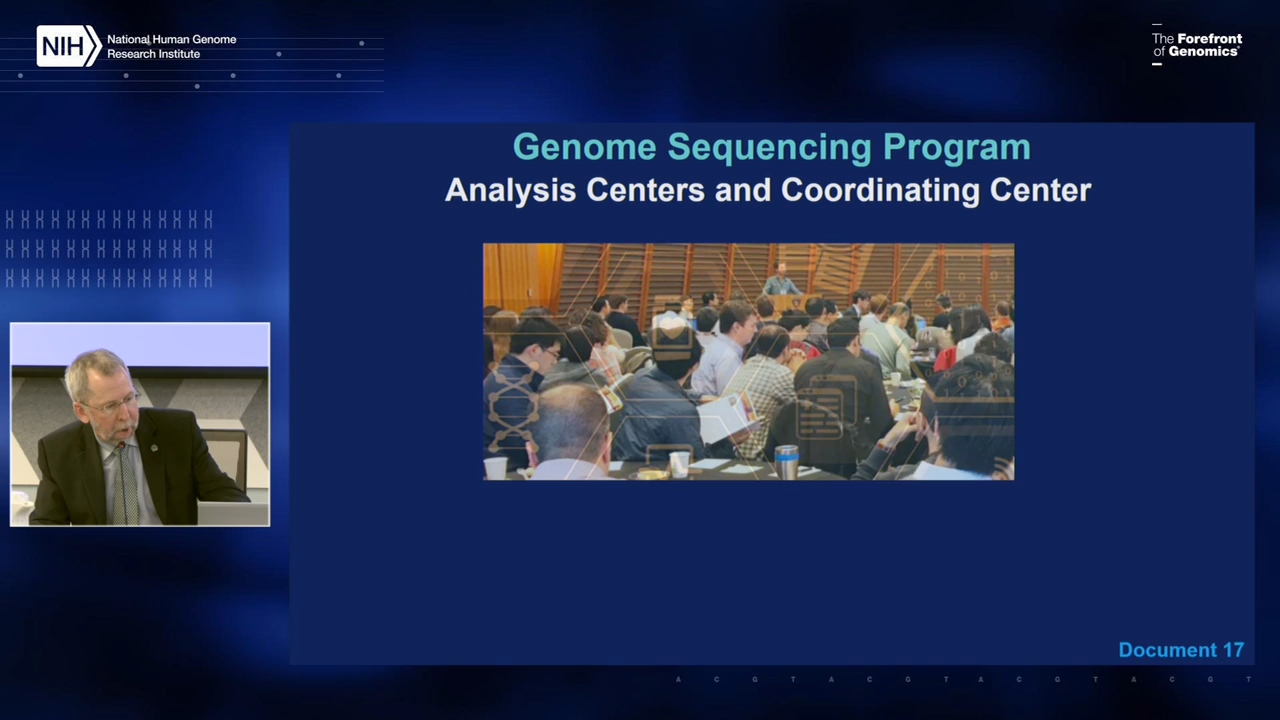 NIH
National Human Genome
Research Institute
The Forefront
of Genomics®
Genome Sequencing Program
Analysis Centers and Coordinating Center
Document 17
A C G T A C G T A C G T A C G T